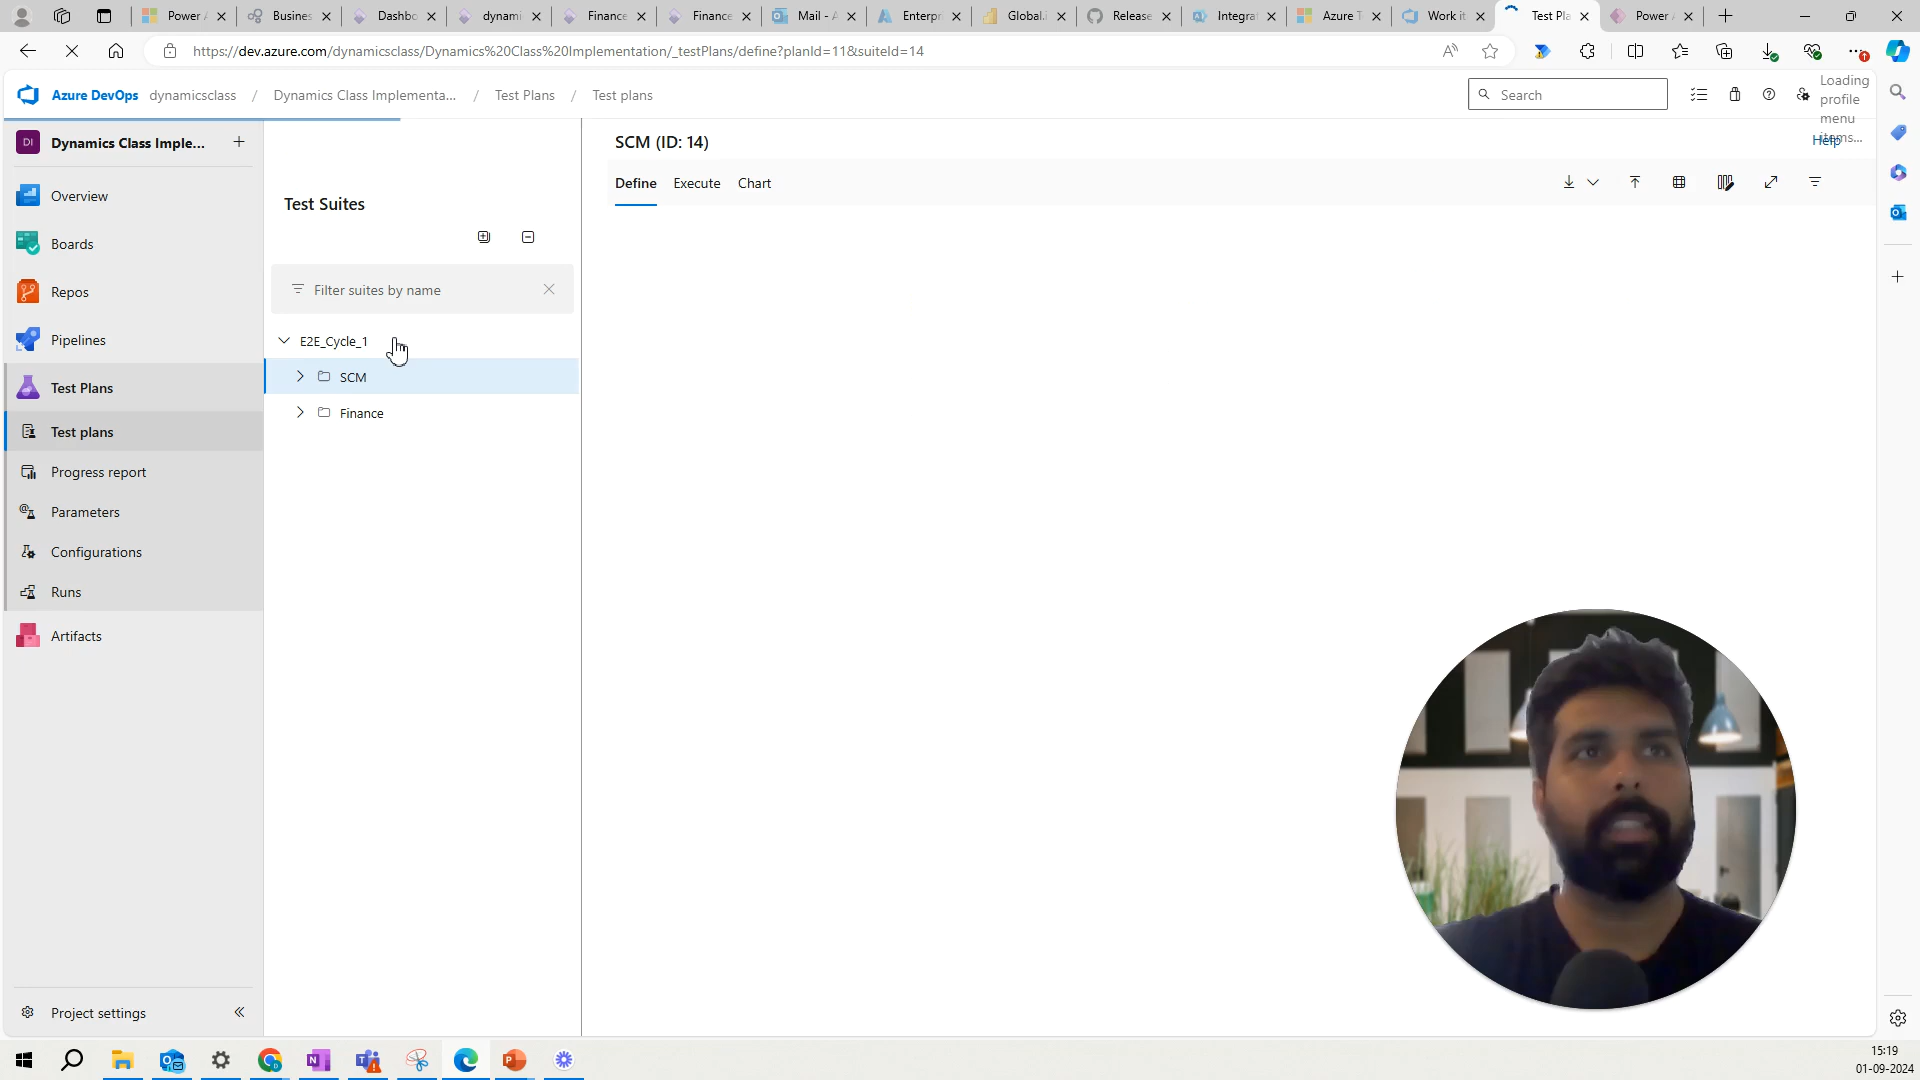 Power A
Busines
Dashbo
dynami
Finance
Finance
Mail - A
Enterpr
Global.i
Release
Integrat
Azure T
Work it
Test Pla
Power A
https://dev.azure.com/dynamicsclass/Dynamics%20Class%20Implementation/_testPlans/define?planId=11&suiteId=14
Azure DevOps dynamicsclass / Dynamics Class Implementa... / Test Plans / Test plans
Search
Loading
profile
menu
items...
Help
DI Dynamics Class Imple...
Overview
Boards
Repos
Pipelines
Test Plans
Test plans
Progress report
Parameters
Configurations
Runs
Artifacts
Project settings
Test Suites
Filter suites by name
E2E_Cycle_1
SCM
Finance
SCM (ID: 14)
Define Execute Chart
15:19
01-09-2024